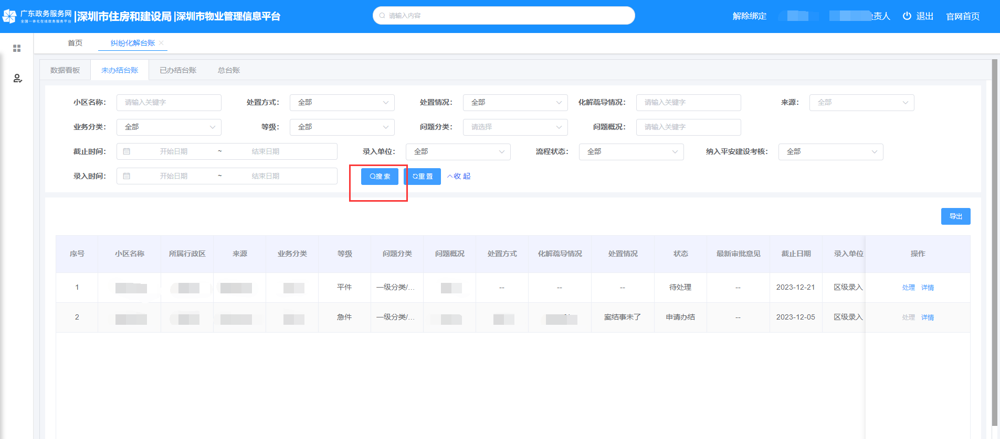 广东政务服务网
全国一体化在线政务服务平台
|深圳市住房和建设局 |深圳市物业管理信息平台
请输入内容
解除绑定
责人
退出
官网首页
首页
纠纷化解台账
数据看板
未办结台账
已办结台账
总台账
小区名称： 请输入关键字 处置方式： 全部 处置情况： 全部 化解疏导情况： 请输入关键字 来源： 全部
业务分类： 全部 等级： 全部 问题分类： 请选择 问题概况： 请输入关键字
截止时间： 开始日期 ~ 结束日期 录入单位： 全部 流程状态： 全部 纳入平安建设考核： 全部
录入时间： 开始日期 ~ 结束日期 搜 索 重 置 收 起
导出
序号 小区名称 所属行政区 来源 业务分类 等级 问题分类 问题概况 处置方式 化解疏导情况 处置情况 状态 最新审批意见 截止日期 录入单位 操作
1 平件 一级分类/... -- -- -- 待处理 -- 2023-12-21 区级录入 处理 详情
2 急件 一级分类/... 案结事未了 申请办结 -- 2023-12-05 区级录入 处理 详情